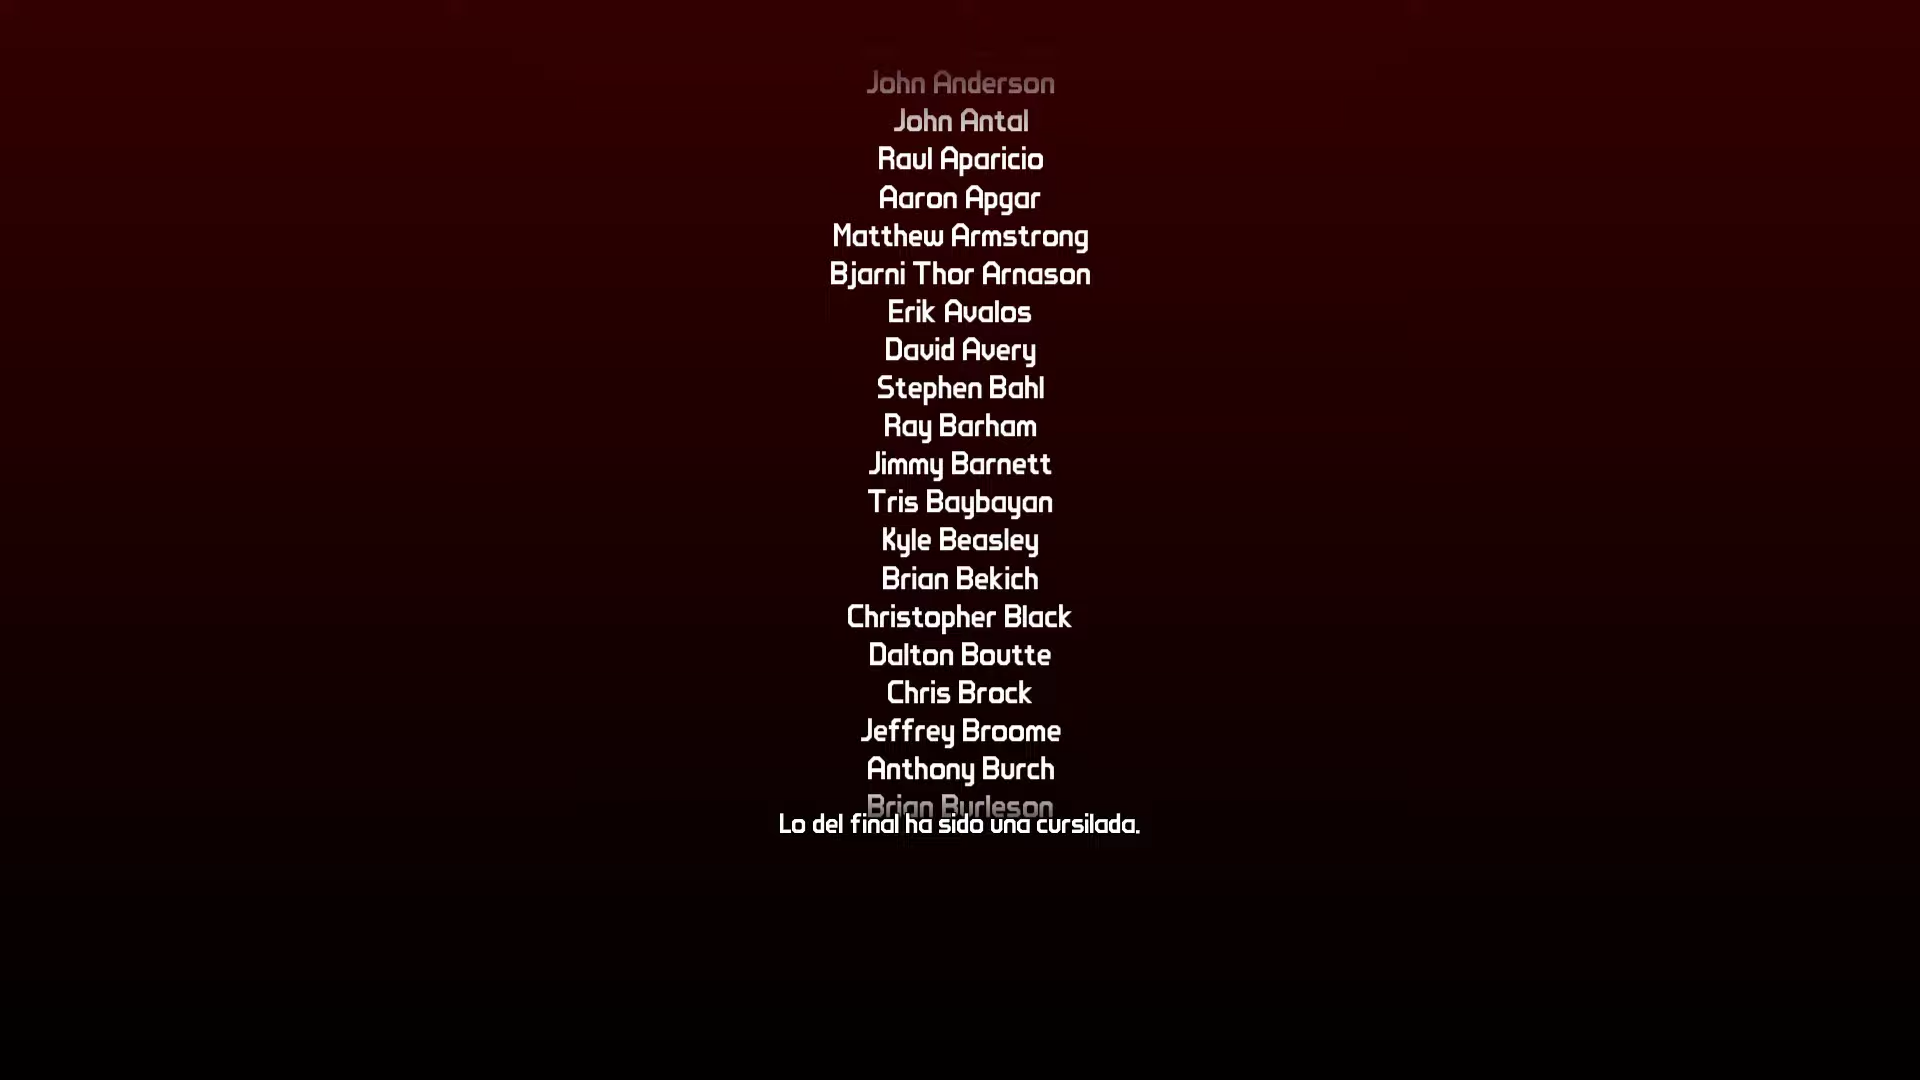 John Anderson
John Antal
Raul Aparicio
Aaron Apgar
Matthew Armstrong
Bjarni Thor Arnason
Erik Avalos
David Avery
Stephen Bahl
Ray Barham
Jimmy Barnett
Tris Baybayan
Kyle Beasley
Brian Bekich
Christopher Black
Dalton Boutte
Chris Brock
Jeffrey Broome
Anthony Burch
Brian Burleson
Lo del final ha sido una cursilada.